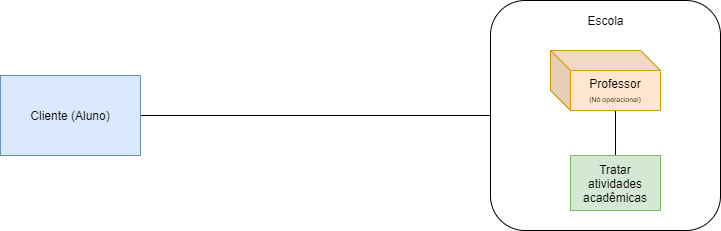 Escola
Professor
(Nó operacional)
Cliente (Aluno)
Tratar
atividades
acadêmicas